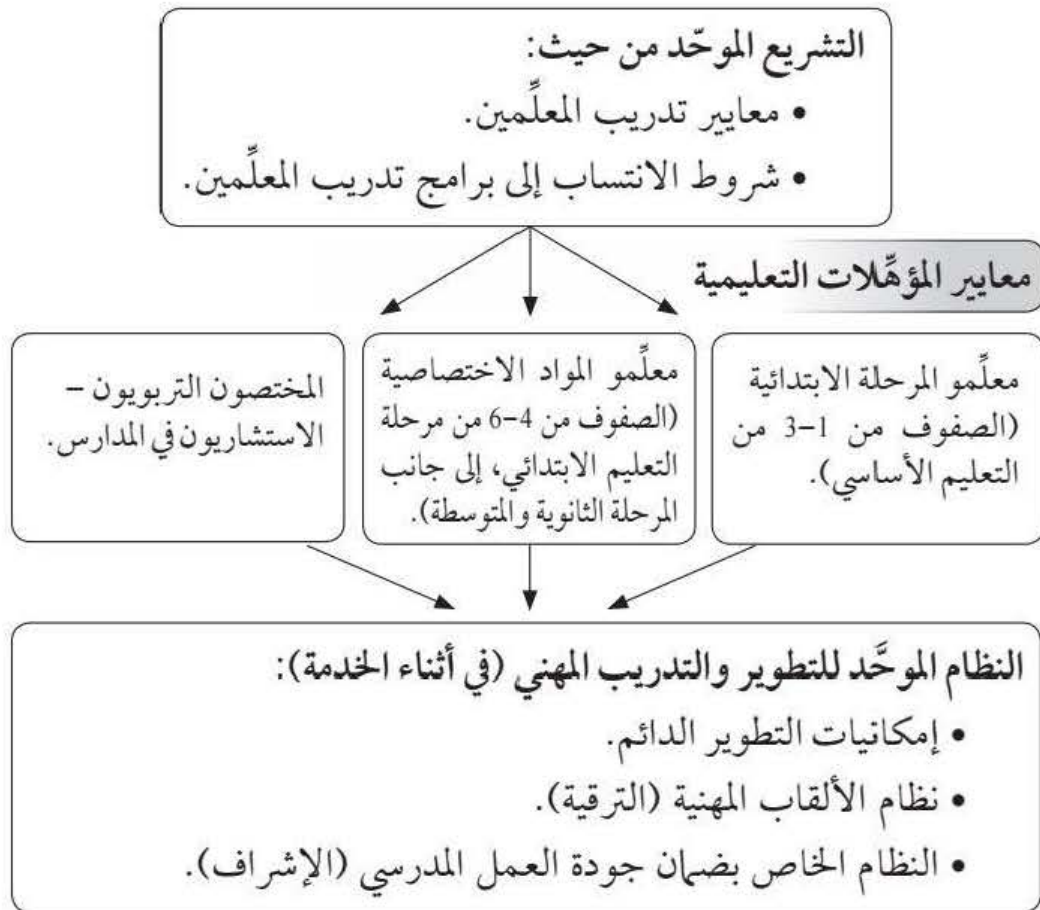 التشريع الموحّد من حيث:
• معايير تدريب المعلِّمين.
• شروط الانتساب إلى برامج تدريب المعلِّمين.
معايير المؤهِّلات التعليمية
معلِّمو المرحلة الابتدائية
(الصفوف من 1–3 من
التعليم الأساسي).
معلِّمو المواد الاختصاصية
(الصفوف من 4–6 من مرحلة
التعليم الابتدائي، إلى جانب
المرحلة الثانوية والمتوسطة).
المختصون التربويون –
الاستشاريون في المدارس.
النظام الموحَّد للتطوير والتدريب المهني (في أثناء الخدمة):
• إمكانيات التطوير الدائم.
• نظام الألقاب المهنية (الترقية).
• النظام الخاص بضمان جودة العمل المدرسي (الإشراف).